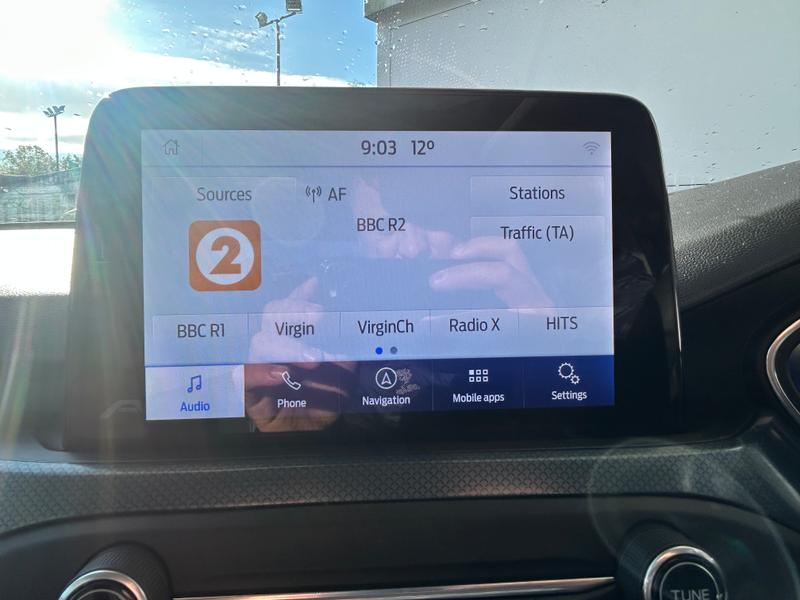 9:03 12º
Sources
AF
Stations
BBC R2
Traffic (TA)
2
BBC R1
Virgin
VirginCh
Radio X
HITS
Audio
Phone
Navigation
Mobile apps
Settings
TUNE